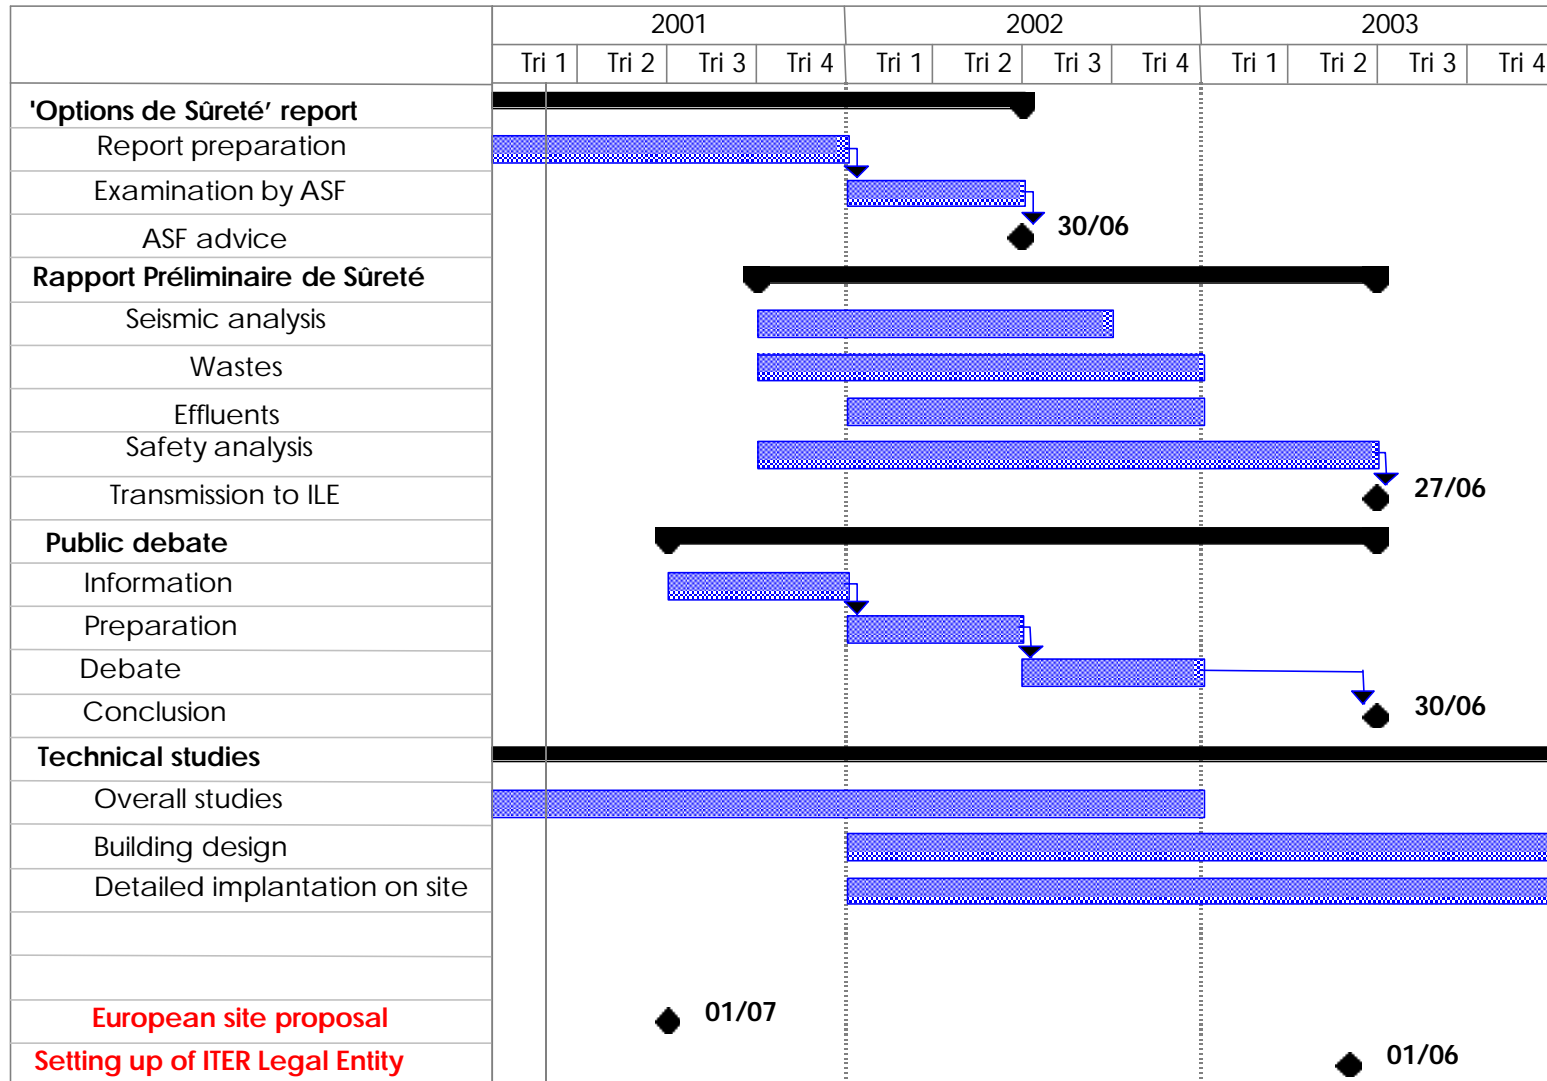 2001 2002 2003
Tri 1 Tri 2 Tri 3 Tri 4 Tri 1 Tri 2 Tri 3 Tri 4 Tri 1 Tri 2 Tri 3 Tri 4
'Options de Sûreté’ report
Report preparation
Examination by ASF
ASF advice 30/06
Rapport Préliminaire de Sûreté
Seismic analysis
Wastes
Effluents
Safety analysis
Transmission to ILE 27/06
Public debate
Information
Preparation
Debate
Conclusion 30/06
Technical studies
Overall studies
Building design
Detailed implantation on site
European site proposal 01/07
Setting up of ITER Legal Entity 01/06